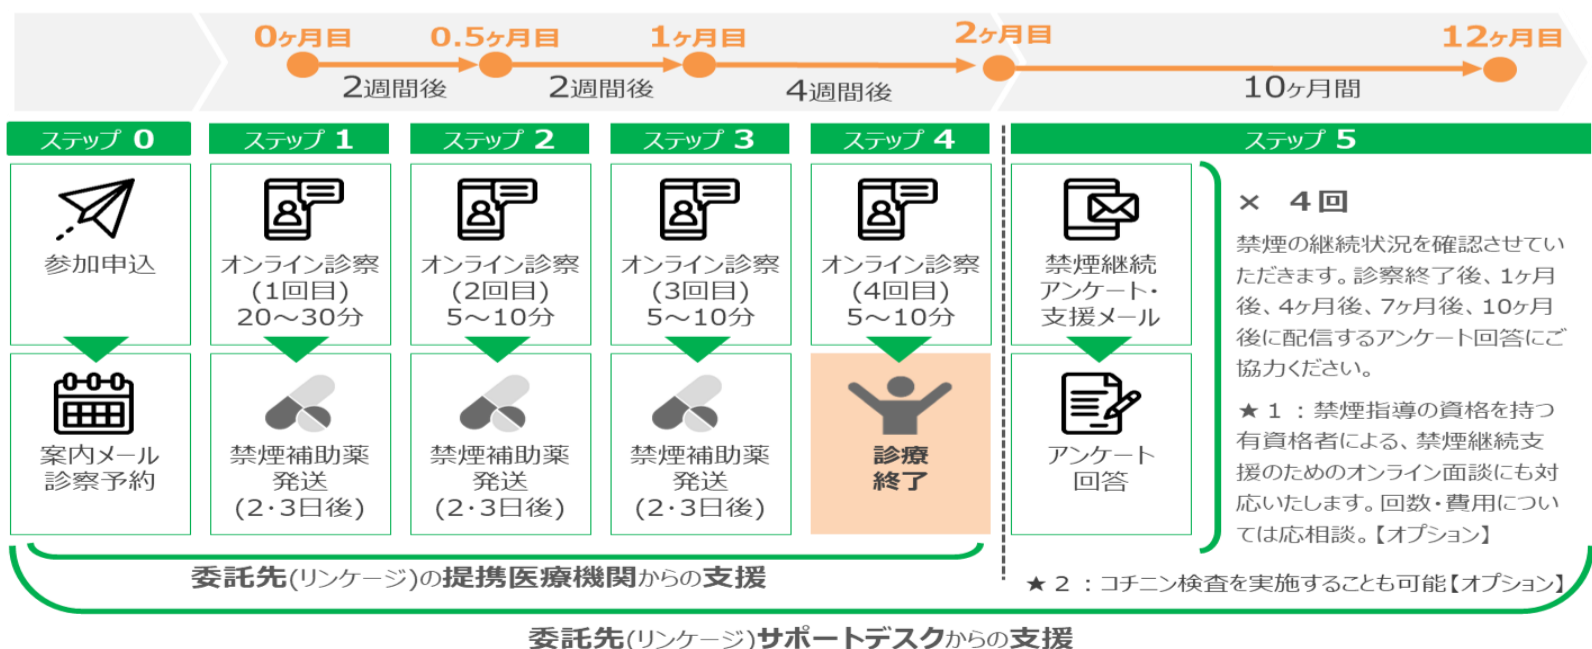 0ヶ月目
0.5ヶ月目
1ヶ月目
2ヶ月目
12ヶ月目
2週間後
2週間後
4週間後
10ヶ月間
ステップ 0
参加申込
案内メール
診察予約
ステップ 1
オンライン診察
(1回目)
20～30分
禁煙補助薬
発送
(2・3日後)
ステップ 2
オンライン診察
(2回目)
5～10分
禁煙補助薬
発送
(2・3日後)
ステップ 3
オンライン診察
(3回目)
5～10分
禁煙補助薬
発送
(2・3日後)
ステップ 4
オンライン診察
(4回目)
5～10分
診療
終了
ステップ 5
禁煙継続
アンケート・
支援メール
アンケート
回答
× 4回
禁煙の継続状況を確認させてい
ただきます。診察終了後、1ヶ月
後、4ヶ月後、7ヶ月後、10ヶ月
後に配信するアンケート回答にご
協力ください。
★１：禁煙指導の資格を持つ
有資格者による、禁煙継続支
援のためのオンライン面談にも対
応いたします。回数・費用につい
ては応相談。【オプション】
★２：コチニン検査を実施することも可能【オプション】
委託先(リンケージ)の提携医療機関からの支援
委託先(リンケージ)サポートデスクからの支援